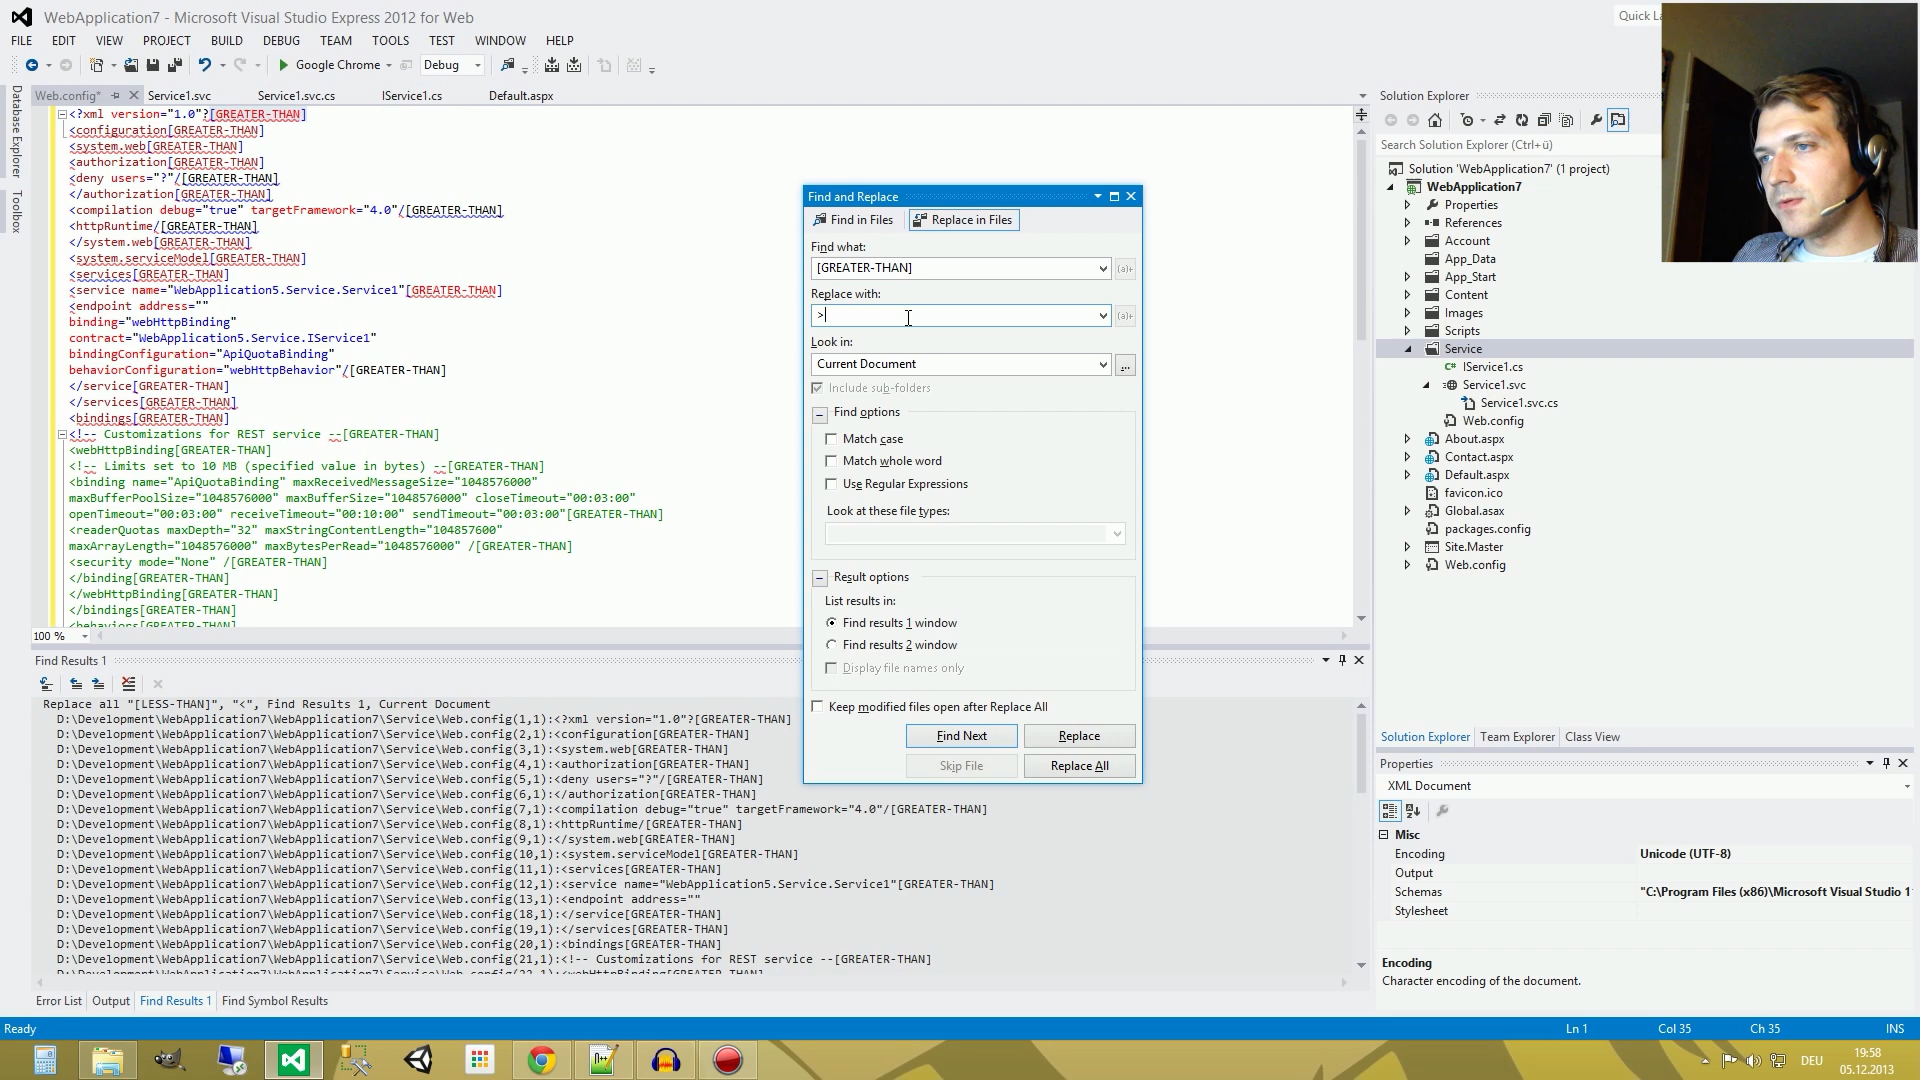 WebApplication7 - Microsoft Visual Studio Express 2012 for Web
Quick La
FILE EDIT VIEW PROJECT BUILD DEBUG TEAM TOOLS TEST WINDOW HELP
Google Chrome Debug
Web.config* Service1.svc Service1.svc.cs IService1.cs Default.aspx
Database Explorer
Toolbox
<?xml version="1.0"?[GREATER-THAN]
<configuration[GREATER-THAN]
<system.web[GREATER-THAN]
<authorization[GREATER-THAN]
<deny users="?"/[GREATER-THAN]
</authorization[GREATER-THAN]
<compilation debug="true" targetFramework="4.0"/[GREATER-THAN]
<httpRuntime/[GREATER-THAN]
</system.web[GREATER-THAN]
<system.serviceModel[GREATER-THAN]
<services[GREATER-THAN]
<service name="WebApplication5.Service.Service1"[GREATER-THAN]
<endpoint address=""
binding="webHttpBinding"
contract="WebApplication5.Service.IService1"
bindingConfiguration="ApiQuotaBinding"
behaviorConfiguration="webHttpBehavior"/[GREATER-THAN]
</service[GREATER-THAN]
</services[GREATER-THAN]
<bindings[GREATER-THAN]
<!-- Customizations for REST service --[GREATER-THAN]
<webHttpBinding[GREATER-THAN]
<!-- Limits set to 10 MB (specified value in bytes) --[GREATER-THAN]
<binding name="ApiQuotaBinding" maxReceivedMessageSize="1048576000"
maxBufferPoolSize="1048576000" maxBufferSize="1048576000" closeTimeout="00:03:00"
openTimeout="00:03:00" receiveTimeout="00:10:00" sendTimeout="00:03:00"[GREATER-THAN]
<readerQuotas maxDepth="32" maxStringContentLength="104857600"
maxArrayLength="1048576000" maxBytesPerRead="1048576000" /[GREATER-THAN]
<security mode="None" /[GREATER-THAN]
</binding[GREATER-THAN]
</webHttpBinding[GREATER-THAN]
</bindings[GREATER-THAN]
<behaviors[GREATER-THAN]
100 %
Find and Replace
Find in Files Replace in Files
Find what:
[GREATER-THAN]
(a)+
Replace with:
>
(a)+
Look in:
Current Document
...
Include sub-folders
Find options
Match case
Match whole word
Use Regular Expressions
Look at these file types:
Result options
List results in:
Find results 1 window
Find results 2 window
Display file names only
Keep modified files open after Replace All
Find Next Replace
Skip File Replace All
Find Results 1
Replace all "[LESS-THAN]", "<", Find Results 1, Current Document
D:\Development\WebApplication7\WebApplication7\Service\Web.config(1,1):<?xml version="1.0"?[GREATER-THAN]
D:\Development\WebApplication7\WebApplication7\Service\Web.config(2,1):<configuration[GREATER-THAN]
D:\Development\WebApplication7\WebApplication7\Service\Web.config(3,1):<system.web[GREATER-THAN]
D:\Development\WebApplication7\WebApplication7\Service\Web.config(4,1):<authorization[GREATER-THAN]
D:\Development\WebApplication7\WebApplication7\Service\Web.config(5,1):<deny users="?"/[GREATER-THAN]
D:\Development\WebApplication7\WebApplication7\Service\Web.config(6,1):</authorization[GREATER-THAN]
D:\Development\WebApplication7\WebApplication7\Service\Web.config(7,1):<compilation debug="true" targetFramework="4.0"/[GREATER-THAN]
D:\Development\WebApplication7\WebApplication7\Service\Web.config(8,1):<httpRuntime/[GREATER-THAN]
D:\Development\WebApplication7\WebApplication7\Service\Web.config(9,1):</system.web[GREATER-THAN]
D:\Development\WebApplication7\WebApplication7\Service\Web.config(10,1):<system.serviceModel[GREATER-THAN]
D:\Development\WebApplication7\WebApplication7\Service\Web.config(11,1):<services[GREATER-THAN]
D:\Development\WebApplication7\WebApplication7\Service\Web.config(12,1):<service name="WebApplication5.Service.Service1"[GREATER-THAN]
D:\Development\WebApplication7\WebApplication7\Service\Web.config(13,1):<endpoint address=""
D:\Development\WebApplication7\WebApplication7\Service\Web.config(18,1):</service[GREATER-THAN]
D:\Development\WebApplication7\WebApplication7\Service\Web.config(19,1):</services[GREATER-THAN]
D:\Development\WebApplication7\WebApplication7\Service\Web.config(20,1):<bindings[GREATER-THAN]
D:\Development\WebApplication7\WebApplication7\Service\Web.config(21,1):<!-- Customizations for REST service --[GREATER-THAN]
D:\Development\WebApplication7\WebApplication7\Service\Web.config(22,1):<webHttpBinding[GREATER-THAN]
Error List Output Find Results 1 Find Symbol Results
Solution Explorer
Search Solution Explorer (Ctrl+ü)
Solution 'WebApplication7' (1 project)
WebApplication7
Properties
References
Account
App_Data
App_Start
Content
Images
Scripts
Service
IService1.cs
Service1.svc
Service1.svc.cs
Web.config
About.aspx
Contact.aspx
Default.aspx
favicon.ico
Global.asax
packages.config
Site.Master
Web.config
Solution Explorer Team Explorer Class View
Properties
XML Document
Misc
Encoding Unicode (UTF-8)
Output
Schemas "C:\Program Files (x86)\Microsoft Visual Studio 1
Stylesheet
Encoding
Character encoding of the document.
Ready Ln 1 Col 35 Ch 35 INS
DEU
19:58
05.12.2013